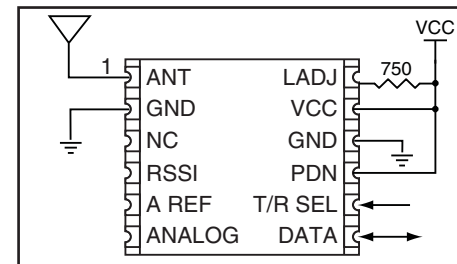 VCC
750
1
ANT LADJ
GND VCC
NC GND
RSSI PDN
A REF T/R SEL
ANALOG DATA